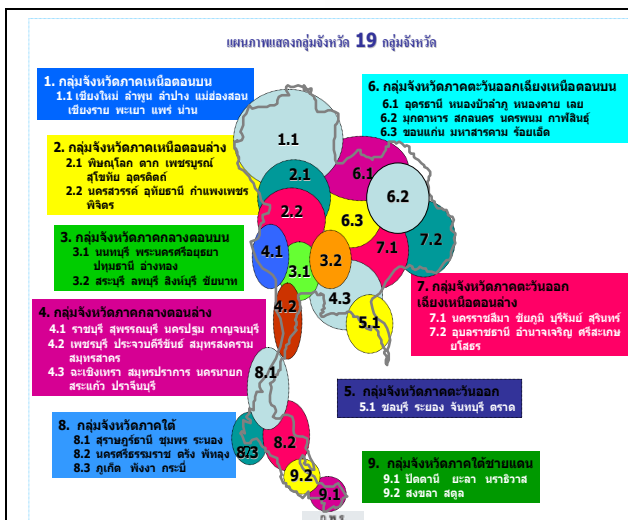 แผนภาพแสดงกลุ่มจังหวัด 19 กลุ่มจังหวัด
1. กลุ่มจังหวัดภาคเหนือตอนบน
1.1 เชียงใหม่ ลำพูน ลำปาง แม่ฮ่องสอน
เชียงราย พะเยา แพร่ น่าน
2. กลุ่มจังหวัดภาคเหนือตอนล่าง
2.1 พิษณุโลก ตาก เพชรบูรณ์
สุโขทัย อุตรดิตถ์
2.2 นครสวรรค์ อุทัยธานี กำแพงเพชร
พิจิตร
3. กลุ่มจังหวัดภาคกลางตอนบน
3.1 นนทบุรี พระนครศรีอยุธยา
ปทุมธานี อ่างทอง
3.2 สระบุรี ลพบุรี สิงห์บุรี ชัยนาท
4. กลุ่มจังหวัดภาคกลางตอนล่าง
4.1 ราชบุรี สุพรรณบุรี นครปฐม กาญจนบุรี
4.2 เพชรบุรี ประจวบคีรีขันธ์ สมุทรสงคราม
สมุทรสาคร
4.3 ฉะเชิงเทรา สมุทรปราการ นครนายก
สระแก้ว ปราจีนบุรี
8. กลุ่มจังหวัดภาคใต้
8.1 สุราษฎร์ธานี ชุมพร ระนอง
8.2 นครศรีธรรมราช ตรัง พัทลุง
8.3 ภูเก็ต พังงา กระบี่
6. กลุ่มจังหวัดภาคตะวันออกเฉียงเหนือตอนบน
6.1 อุดรธานี หนองบัวลำภู หนองคาย เลย
6.2 มุกดาหาร สกลนคร นครพนม กาฬสินธุ์
6.3 ขอนแก่น มหาสารคาม ร้อยเอ็ด
7. กลุ่มจังหวัดภาคตะวันออก
เฉียงเหนือตอนล่าง
7.1 นครราชสีมา ชัยภูมิ บุรีรัมย์ สุรินทร์
7.2 อุบลราชธานี อำนาจเจริญ ศรีสะเกษ
ยโสธร
5. กลุ่มจังหวัดภาคตะวันออก
5.1 ชลบุรี ระยอง จันทบุรี ตราด
9. กลุ่มจังหวัดภาคใต้ชายแดน
9.1 ปัตตานี ยะลา นราธิวาส
9.2 สงขลา สตูล
1.1
2.1
6.1
6.2
2.2
6.3
7.2
4.1
3.1
3.2
7.1
4.2
4.3
5.1
8.1
8.2
8.3
9.2
9.1